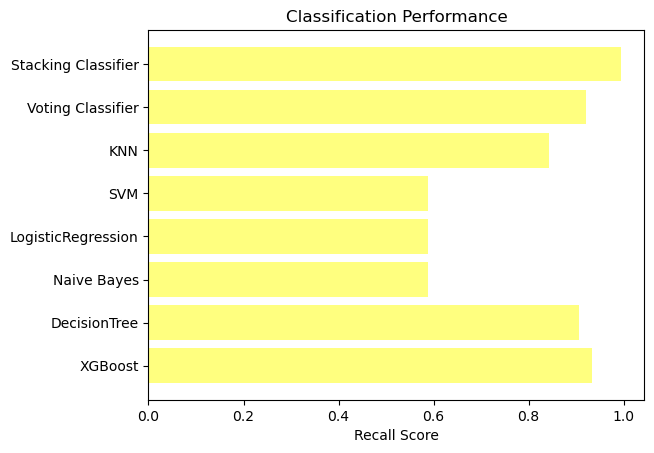 Classification Performance
Stacking Classifier
Voting Classifier
KNN
SVM
LogisticRegression
Naive Bayes
DecisionTree
XGBoost
0.0 0.2 0.4 0.6 0.8 1.0
Recall Score